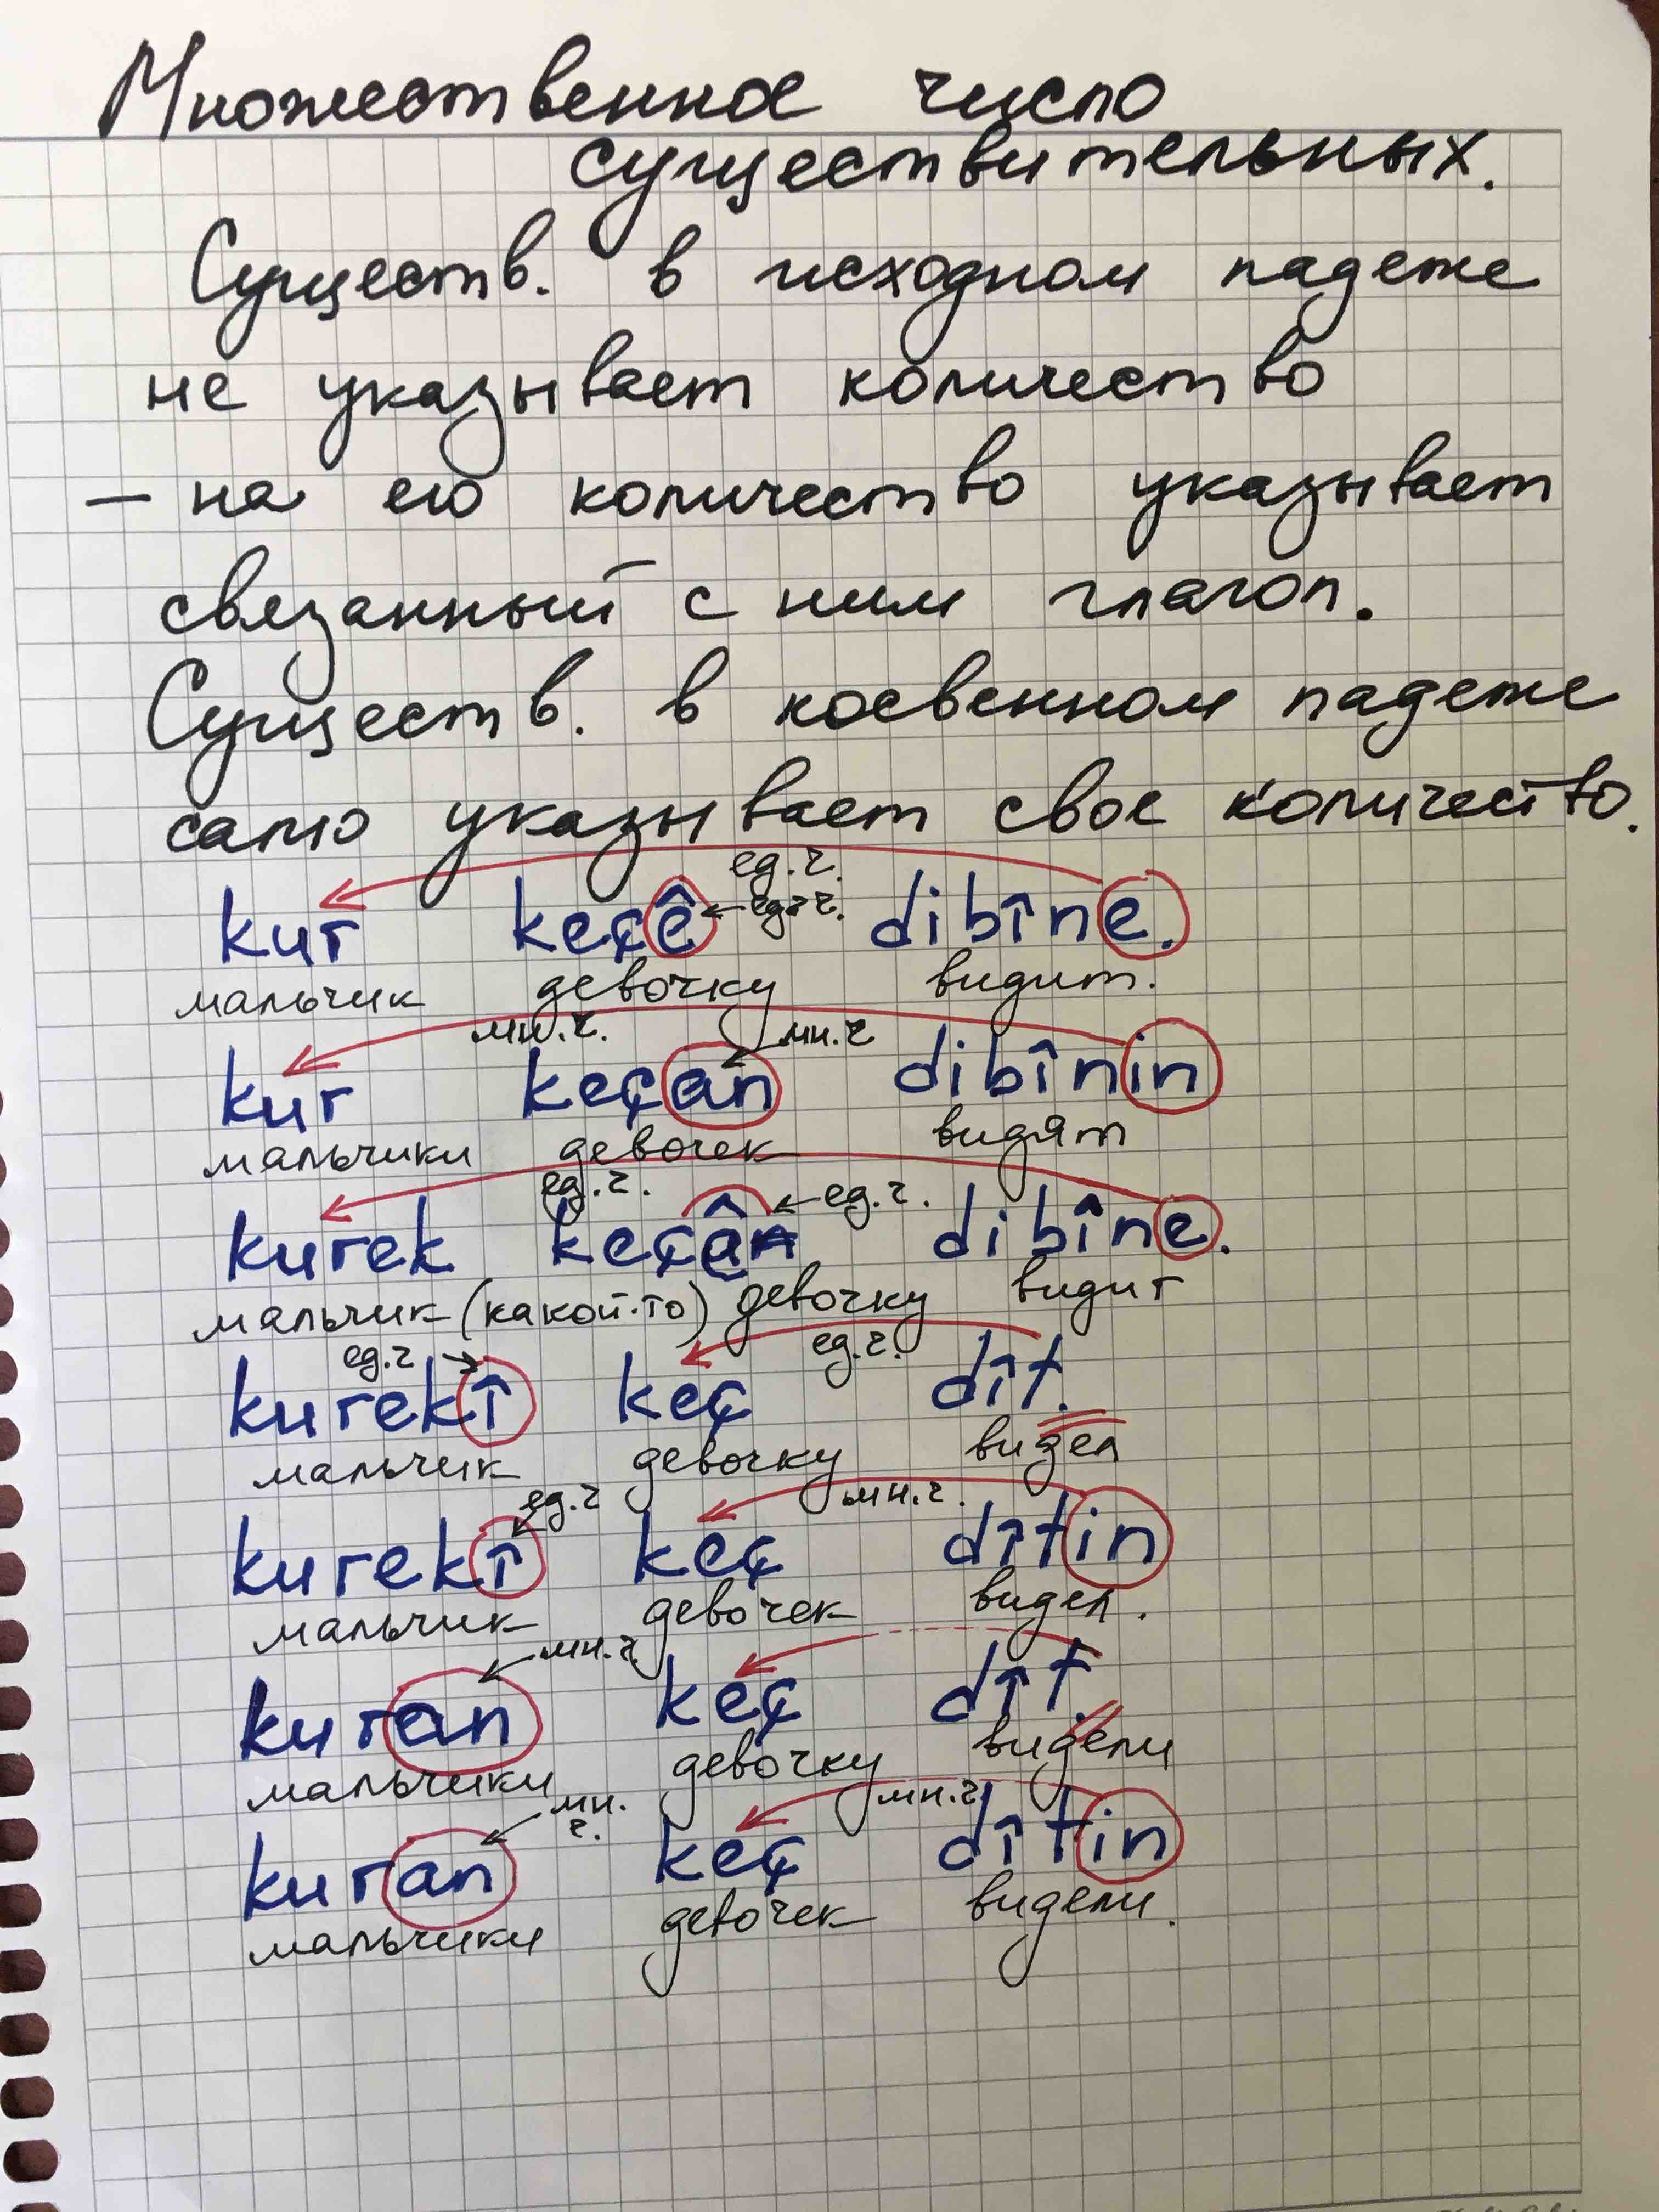 Множественное число
существительных.
Существ. в исходном падеже
не указывает количество
— на его количество указывает
связанный с ним глагол.
Существ. в косвенном падеже
само указывает свое количество.
ед.ч.
kur keçê ← ед.ч. dibîne.
мальчик девочку видит.
мн.ч. мн.ч
kur keçan dibînin
мальчики девочек видят
ед.ч. ← ед.ч.
kurek keçê dibîne.
мальчик (какой-то) девочку видит
ед.ч → ед.ч.
kurekî keç dît.
мальчик девочку видел
ед.ч мн.ч.
kurekî keç dîtin
мальчик девочек видел.
мн.ч.
kuran keç dît.
мальчики девочку видели
мн.ч. мн.ч
kuran keç dîtin
мальчики девочек видели.